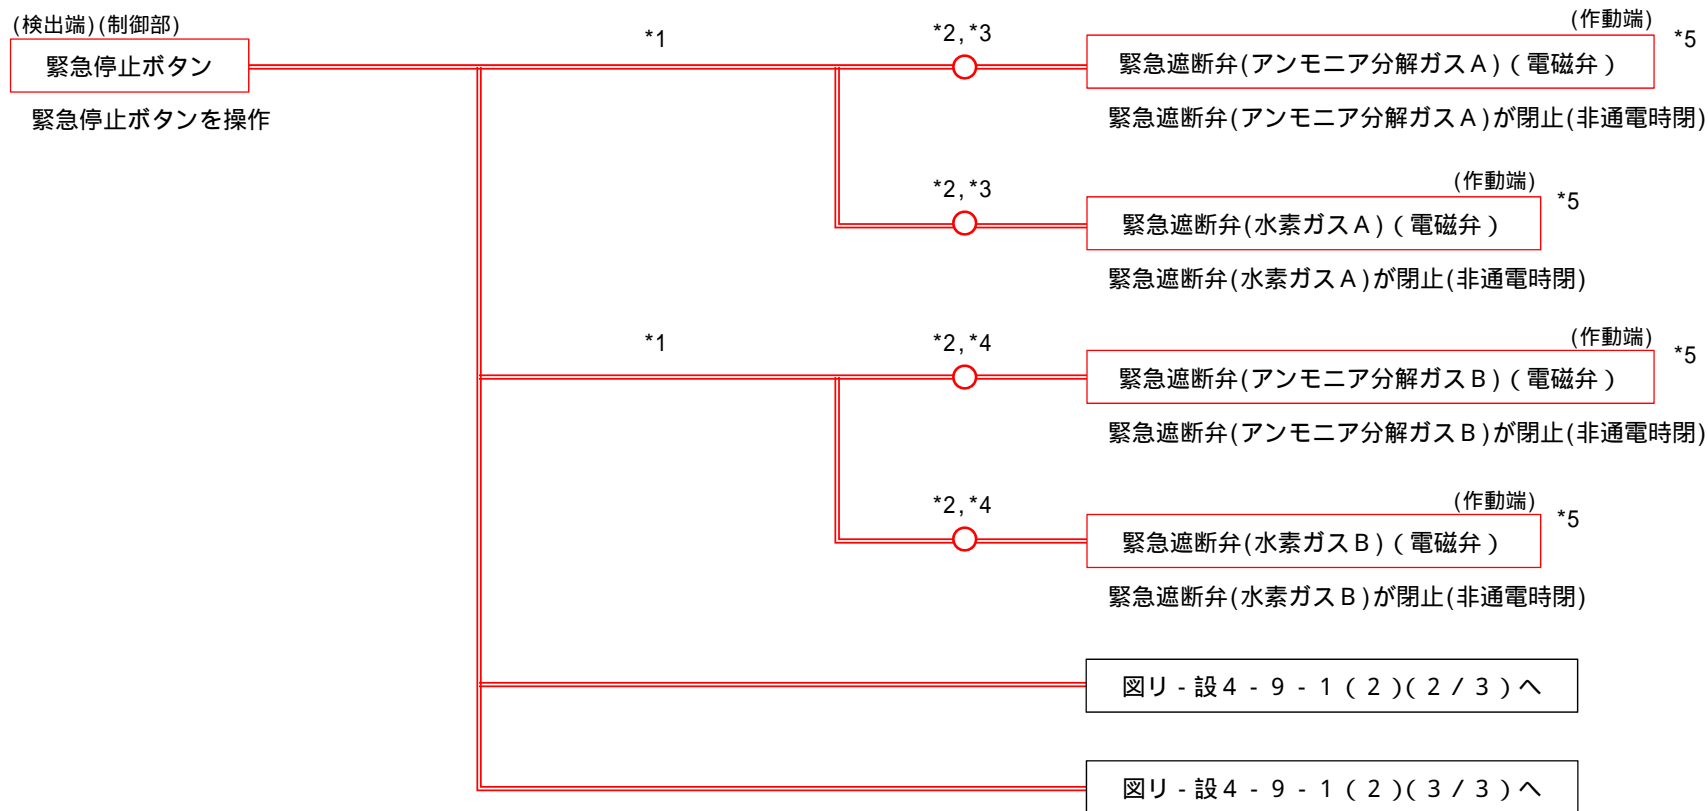 (検出端)(制御部)
緊急停止ボタン
緊急停止ボタンを操作
*1
*2,*3
(作動端)
*5
緊急遮断弁(アンモニア分解ガスA)(電磁弁)
緊急遮断弁(アンモニア分解ガスA)が閉止(非通電時閉)
*2,*3
(作動端)
*5
緊急遮断弁(水素ガスA)(電磁弁)
緊急遮断弁(水素ガスA)が閉止(非通電時閉)
*1
*2,*4
(作動端)
*5
緊急遮断弁(アンモニア分解ガスB)(電磁弁)
緊急遮断弁(アンモニア分解ガスB)が閉止(非通電時閉)
*2,*4
(作動端)
*5
緊急遮断弁(水素ガスB)(電磁弁)
緊急遮断弁(水素ガスB)が閉止(非通電時閉)
図リ-設4-9-1(2)(2/3)へ
図リ-設4-9-1(2)(3/3)へ